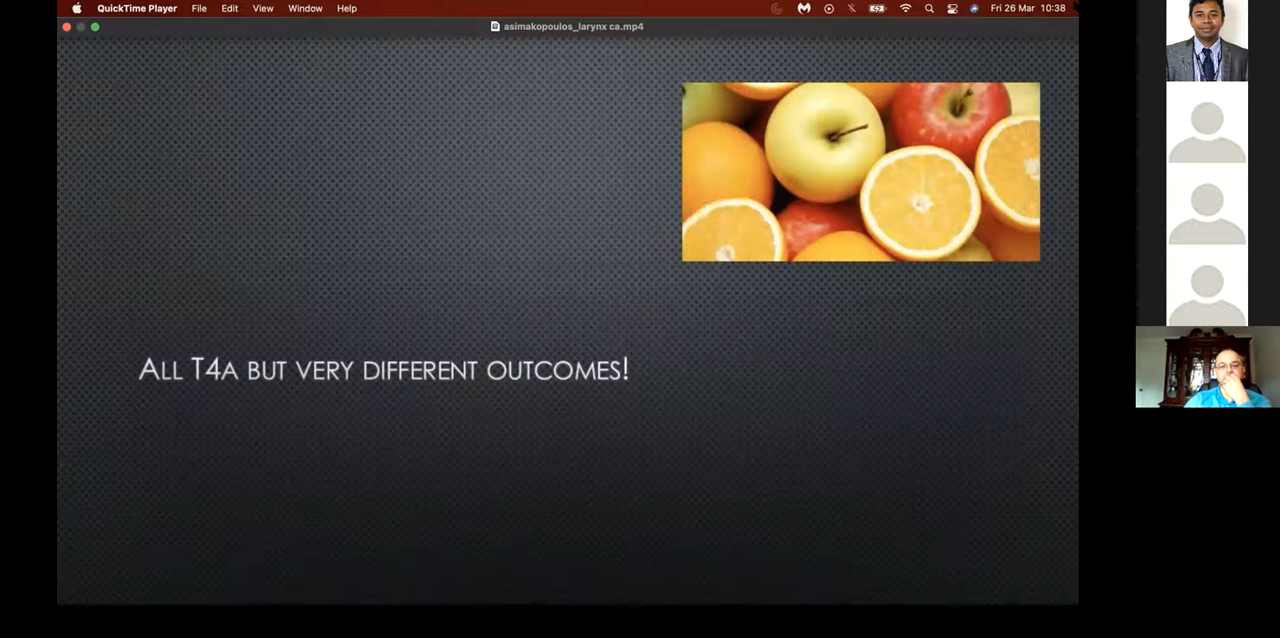 QuickTime Player File Edit View Window Help Fri 26 Mar 10:38
asimakopoulos_larynx ca.mp4
ALL T4A BUT VERY DIFFERENT OUTCOMES!